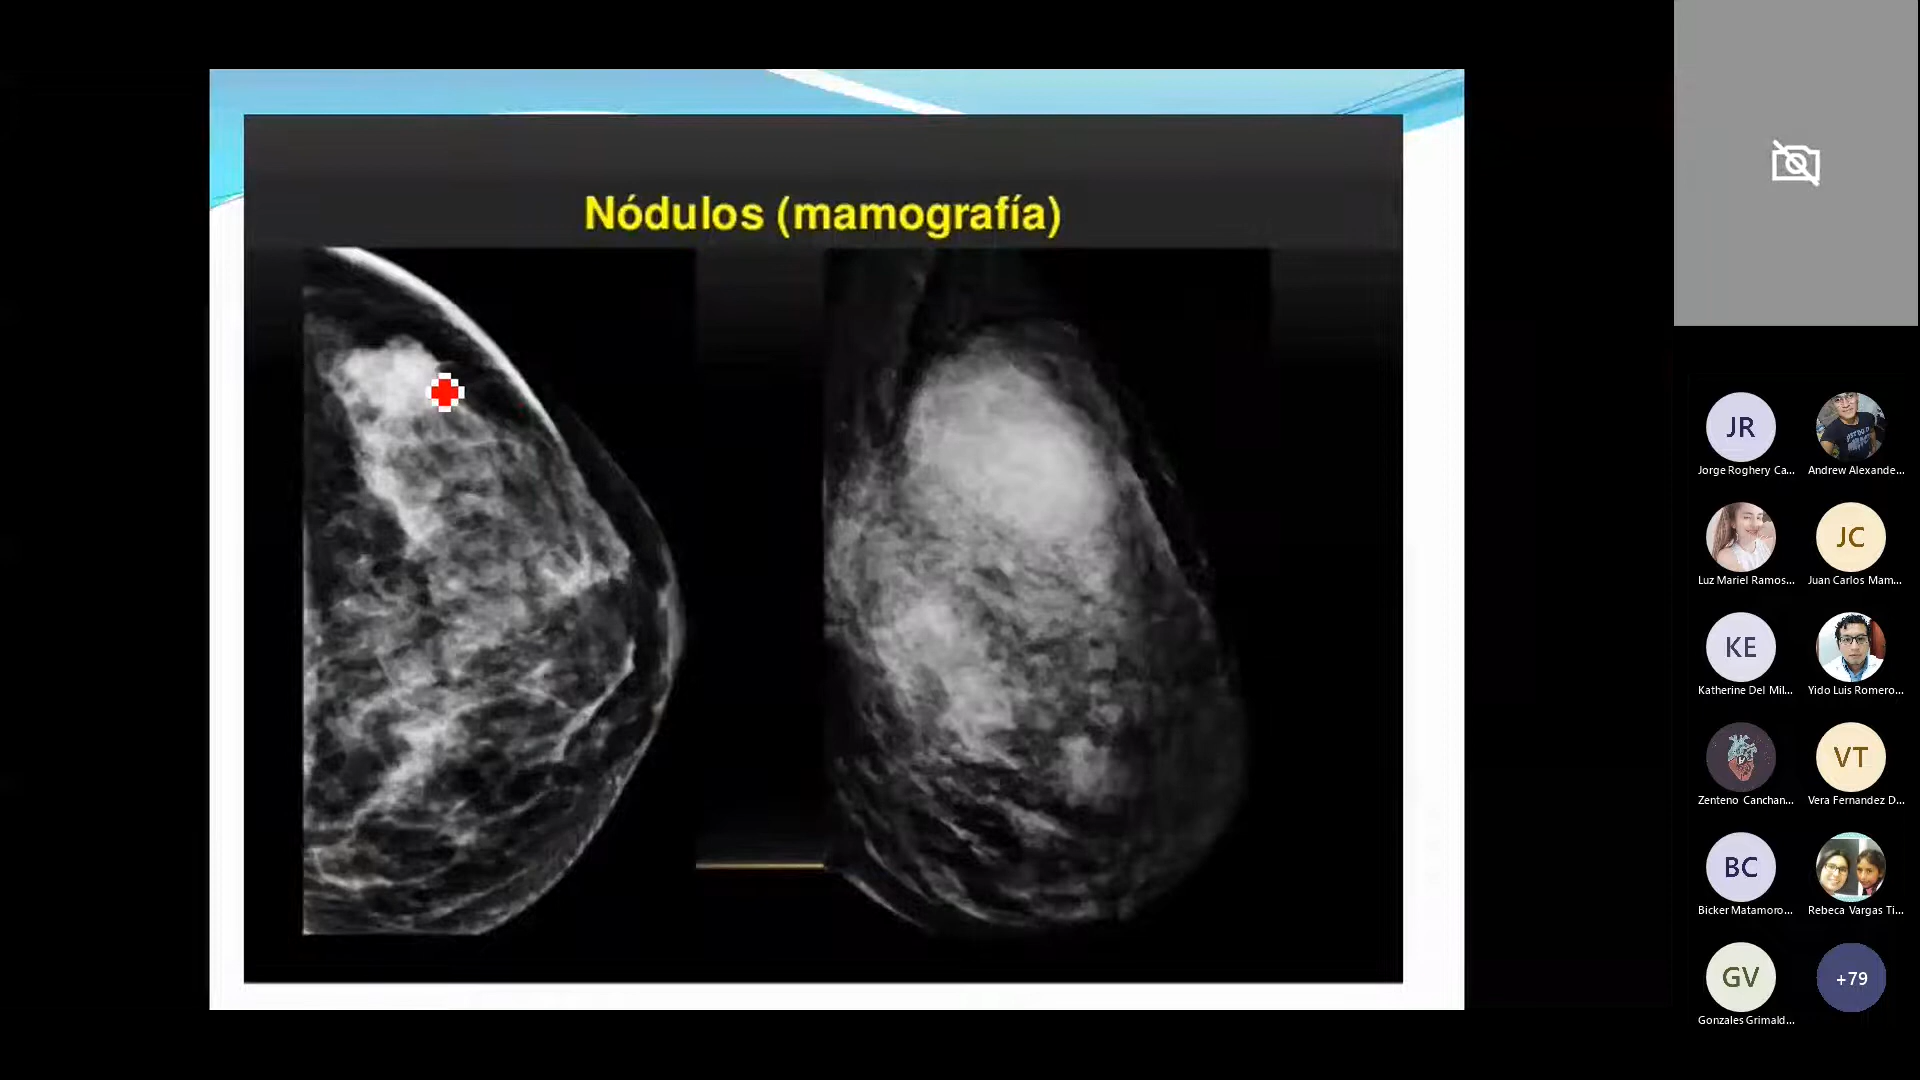 Nódulos (mamografía)
JR
Jorge Roghery Ca...
Andrew Alexande...
Luz Mariel Ramos...
JC
Juan Carlos Mam...
KE
Katherine Del Mil...
Yido Luis Romero...
Zenteno Canchan...
VT
Vera Fernandez D...
BC
Bicker Matamoro...
Rebeca Vargas Ti...
GV
Gonzales Grimald...
+79